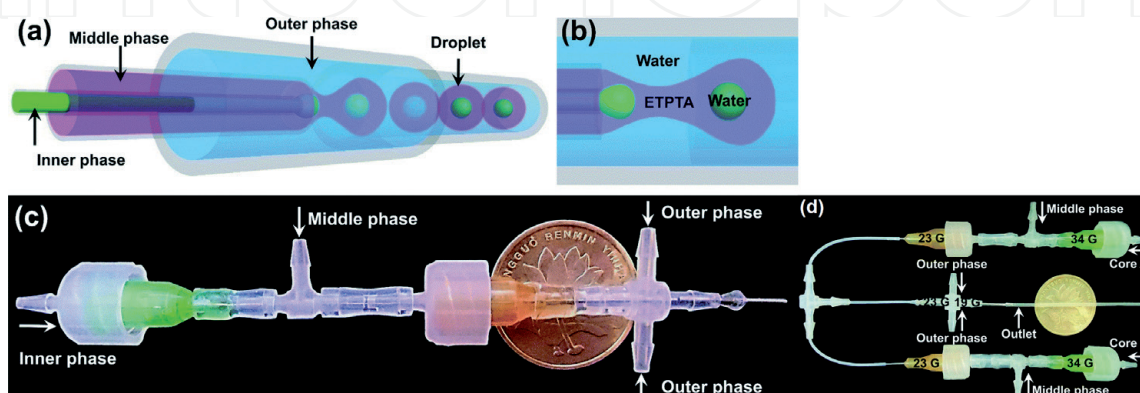 (a)
Middle phase
Outer phase
Droplet
Inner phase
(b)
Water
ETPTA
Water
(c)
Middle phase
Outer phase
Inner phase
Outer phase
(d)
Middle phase
23 G
34 G
Outer phase
Core
23 G
19 G
Outer phase
Outlet
Core
23 G
34 G
Middle phase